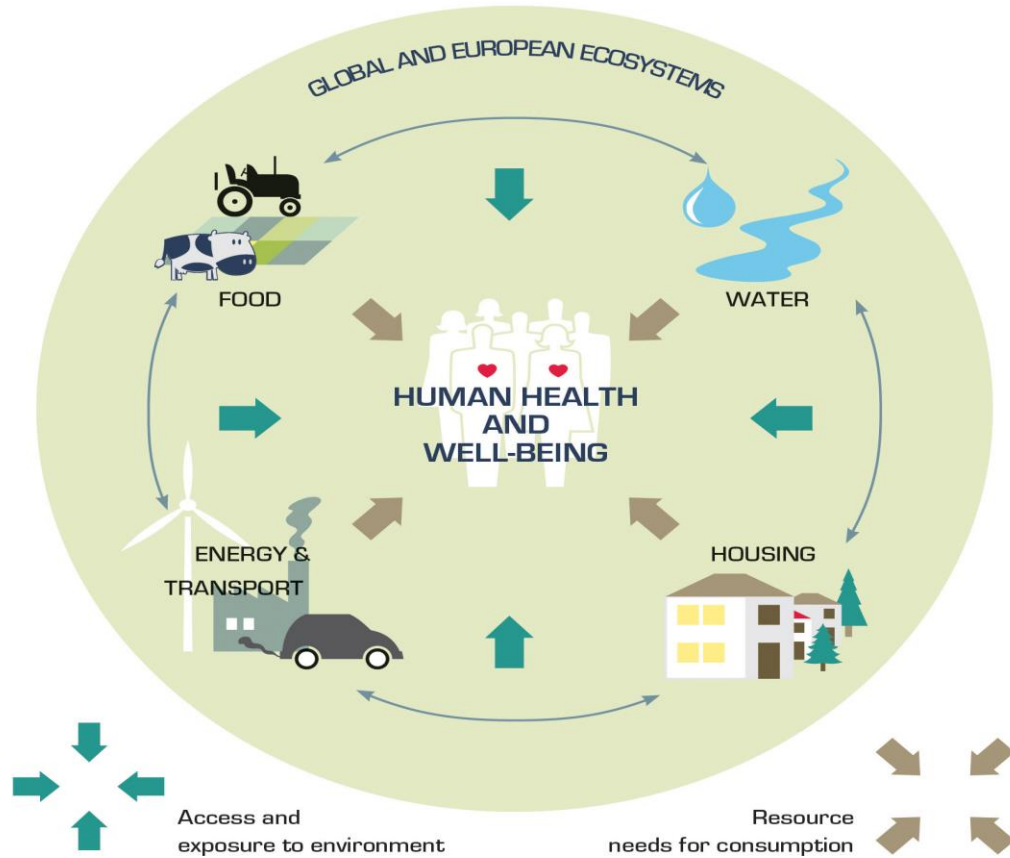 GLOBAL AND EUROPEAN ECOSYSTEMS
FOOD
WATER
HUMAN HEALTH
AND
WELL-BEING
ENERGY &
TRANSPORT
HOUSING
Access and
exposure to environment
Resource
needs for consumption